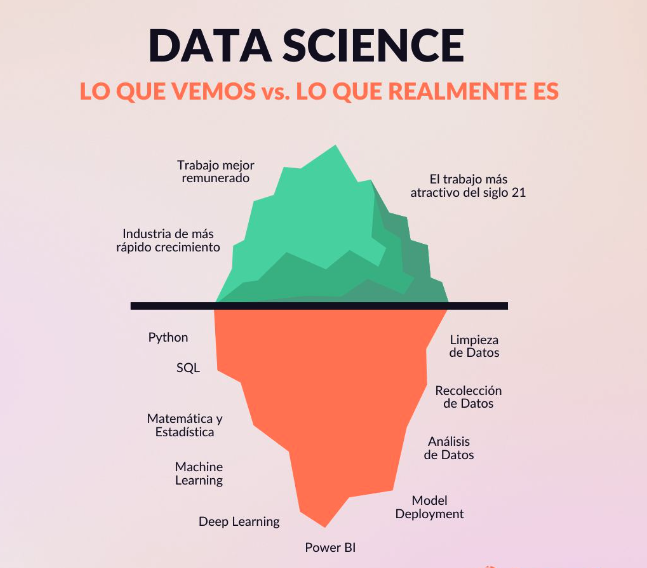 DATA SCIENCE
LO QUE VEMOS vs. LO QUE REALMENTE ES
Trabajo mejor
remunerado
El trabajo más
atractivo del siglo 21
Industria de más
rápido crecimiento
Python
SQL
Matemática y
Estadística
Machine
Learning
Deep Learning
Power BI
Limpieza
de Datos
Recolección
de Datos
Análisis
de Datos
Model
Deployment